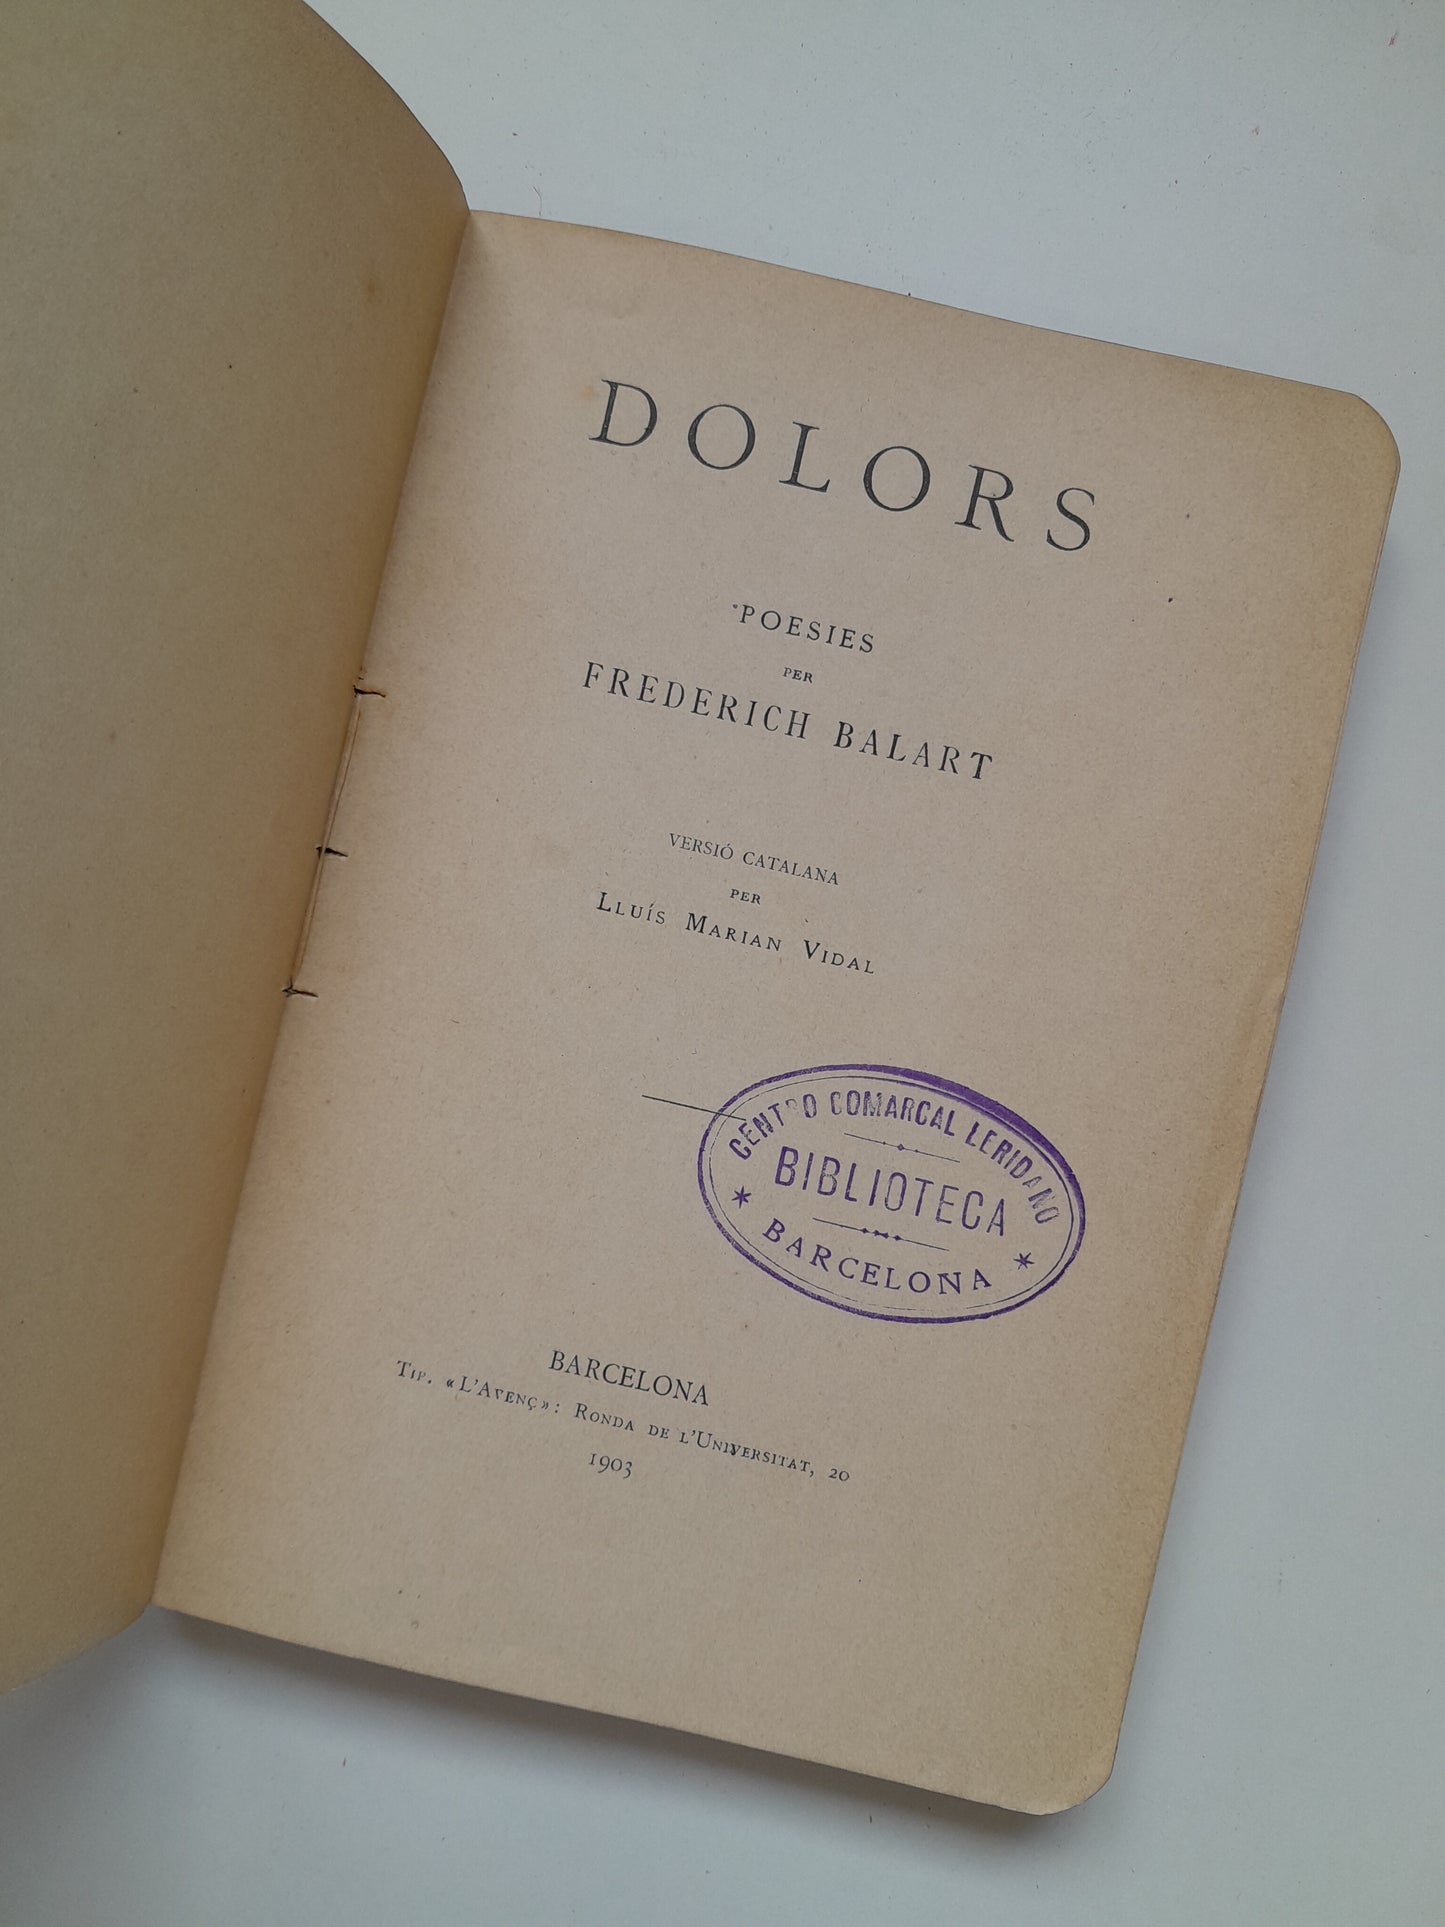 DOLORS
POESIES
PER
FREDERICH BALART
VERSIÓ CATALANA
PER
LLUÍS MARIAN VIDAL
CENTRO COMARCAL LERIDANO
BIBLIOTECA
* BARCELONA *
BARCELONA
TIP. «L'AVENÇ»: RONDA DE L'UNIVERSITAT, 20
1903